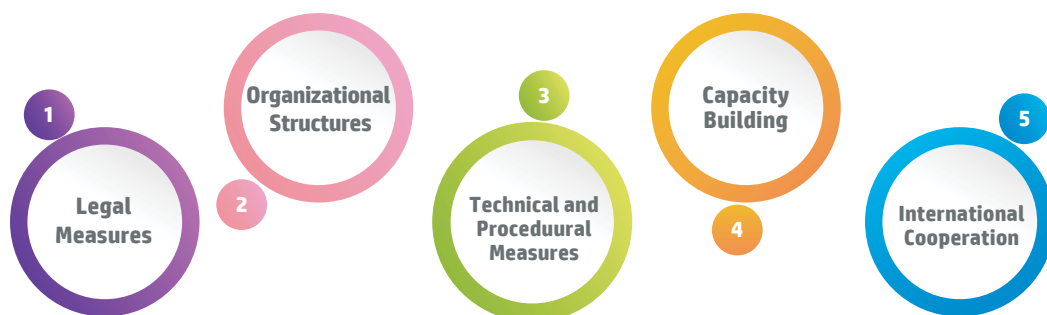 1
Legal
Measures
2
Organizational
Structures
3
Technical and
Proceduural
Measures
4
Capacity
Building
5
International
Cooperation